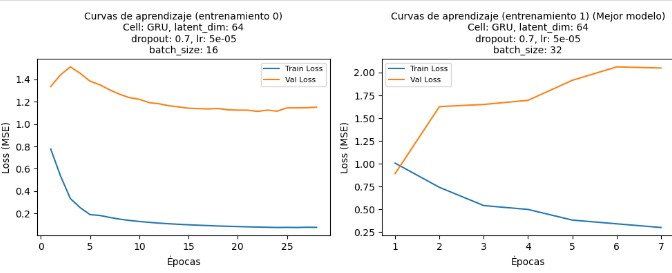 Curvas de aprendizaje (entrenamiento 0)
Cell: GRU, latent_dim: 64
dropout: 0.7, lr: 5e-05
batch_size: 16
Train Loss
Val Loss
Loss (MSE)
1.4
1.2
1.0
0.8
0.6
0.4
0.2
0 5 10 15 20 25
Épocas
Curvas de aprendizaje (entrenamiento 1) (Mejor modelo)
Cell: GRU, latent_dim: 64
dropout: 0.7, lr: 5e-05
batch_size: 32
Train Loss
Val Loss
Loss (MSE)
2.00
1.75
1.50
1.25
1.00
0.75
0.50
0.25
1 2 3 4 5 6 7
Épocas